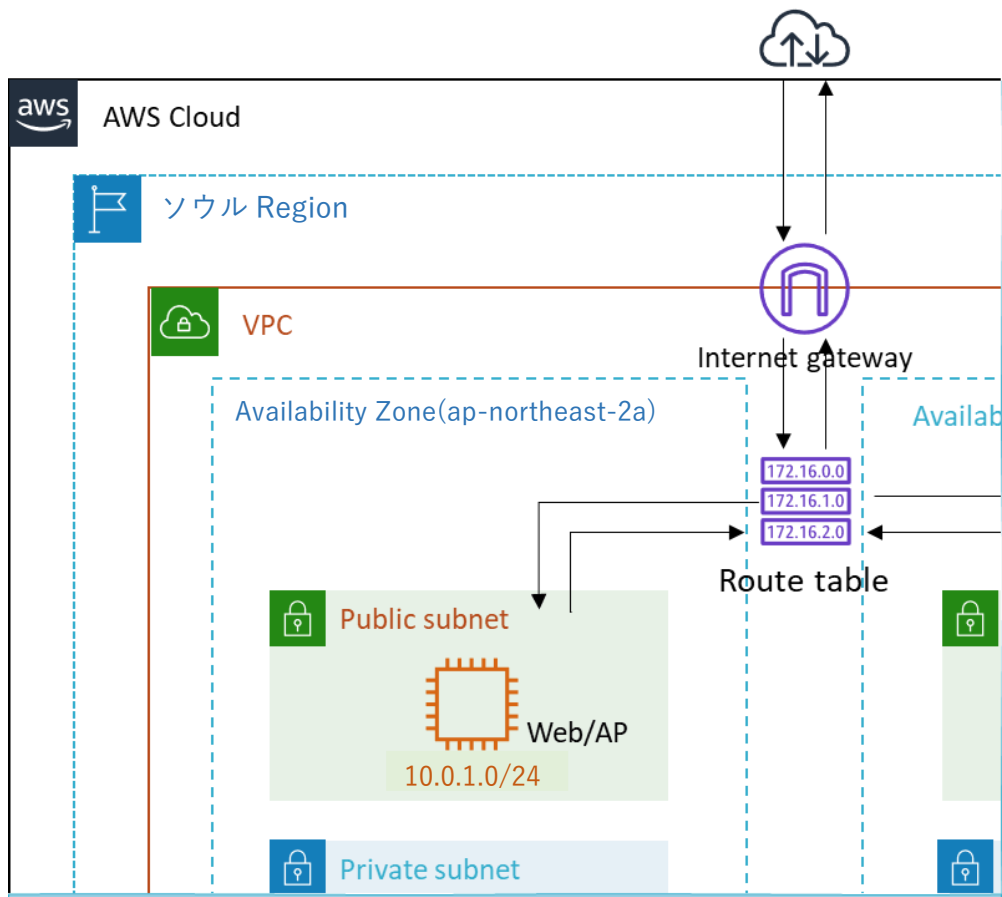 aws
AWS Cloud
ソウル Region
VPC
Internet gateway
Availability Zone(ap-northeast-2a)
Availab
172.16.0.0
172.16.1.0
172.16.2.0
Route table
Public subnet
Web/AP
10.0.1.0/24
Private subnet